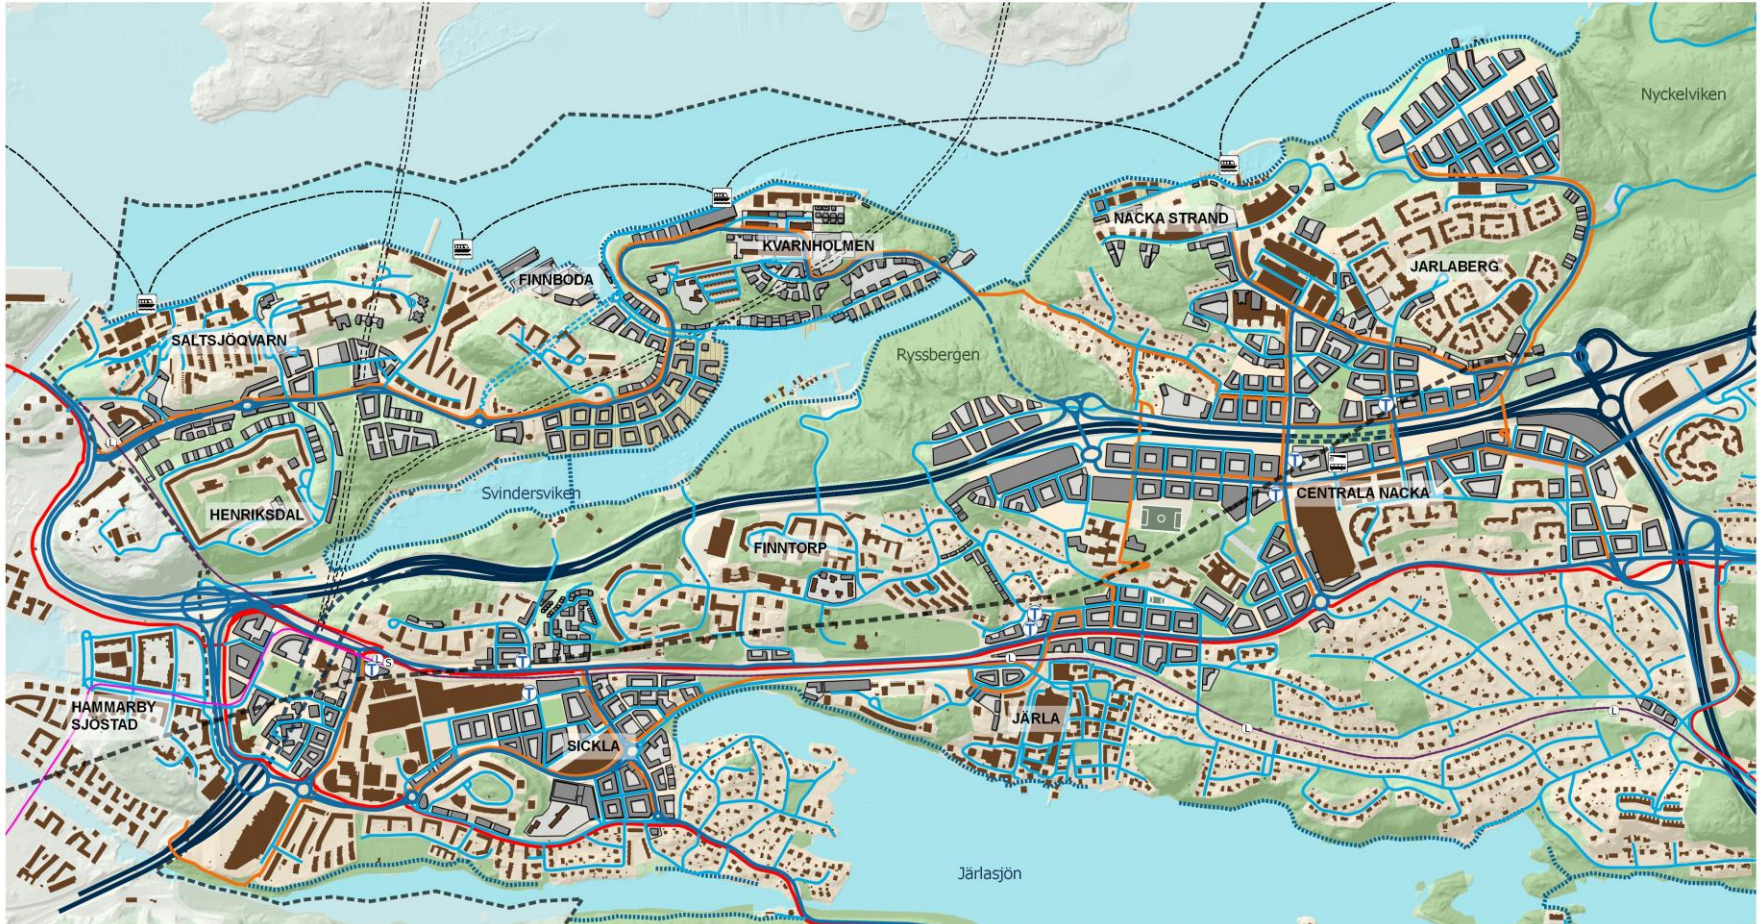 Nyckelviken
NACKA STRAND
KVARNHOLMEN
JARLABERG
FINNBODA
SALTSJÖQVARN
Ryssbergen
L
T
T
Svindersviken
T
CENTRALA NACKA
HENRIKSDAL
FINNTORP
T
T
L
S
T
T
L
T
HAMMARBY
SJÖSTAD
JÄRLA
L
L
SICKLA
Järlasjön